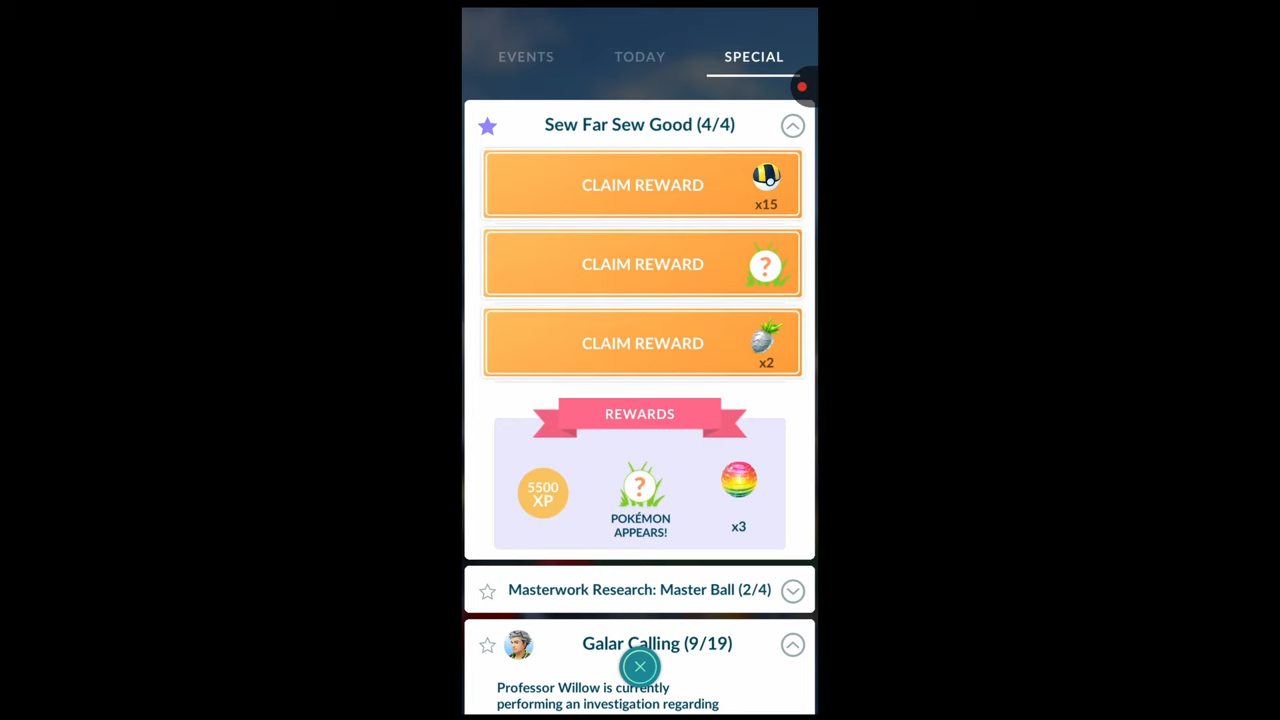 EVENTS
TODAY
SPECIAL
Sew Far Sew Good (4/4)
CLAIM REWARD
x15
CLAIM REWARD
?
CLAIM REWARD
x2
REWARDS
5500
XP
?
POKÉMON
APPEARS!
x3
Masterwork Research: Master Ball (2/4)
Galar Calling (9/19)
Professor Willow is currently
performing an investigation regarding